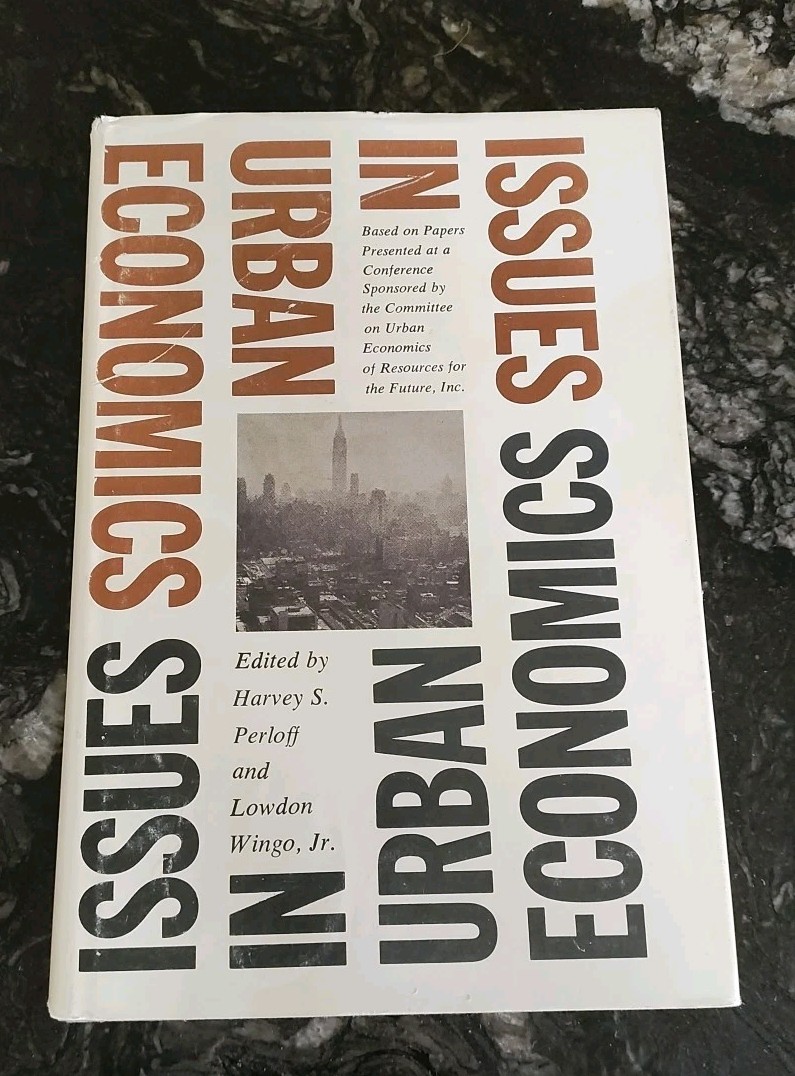 ISSUES
IN
URBAN
ECONOMICS
Based on Papers
Presented at a
Conference
Sponsored by
the Committee
on Urban
Economics
of Resources for
the Future, Inc.
Edited by
Harvey S.
Perloff
and
Lowdon
Wingo, Jr.
ISSUES
IN
URBAN
ECONOMICS